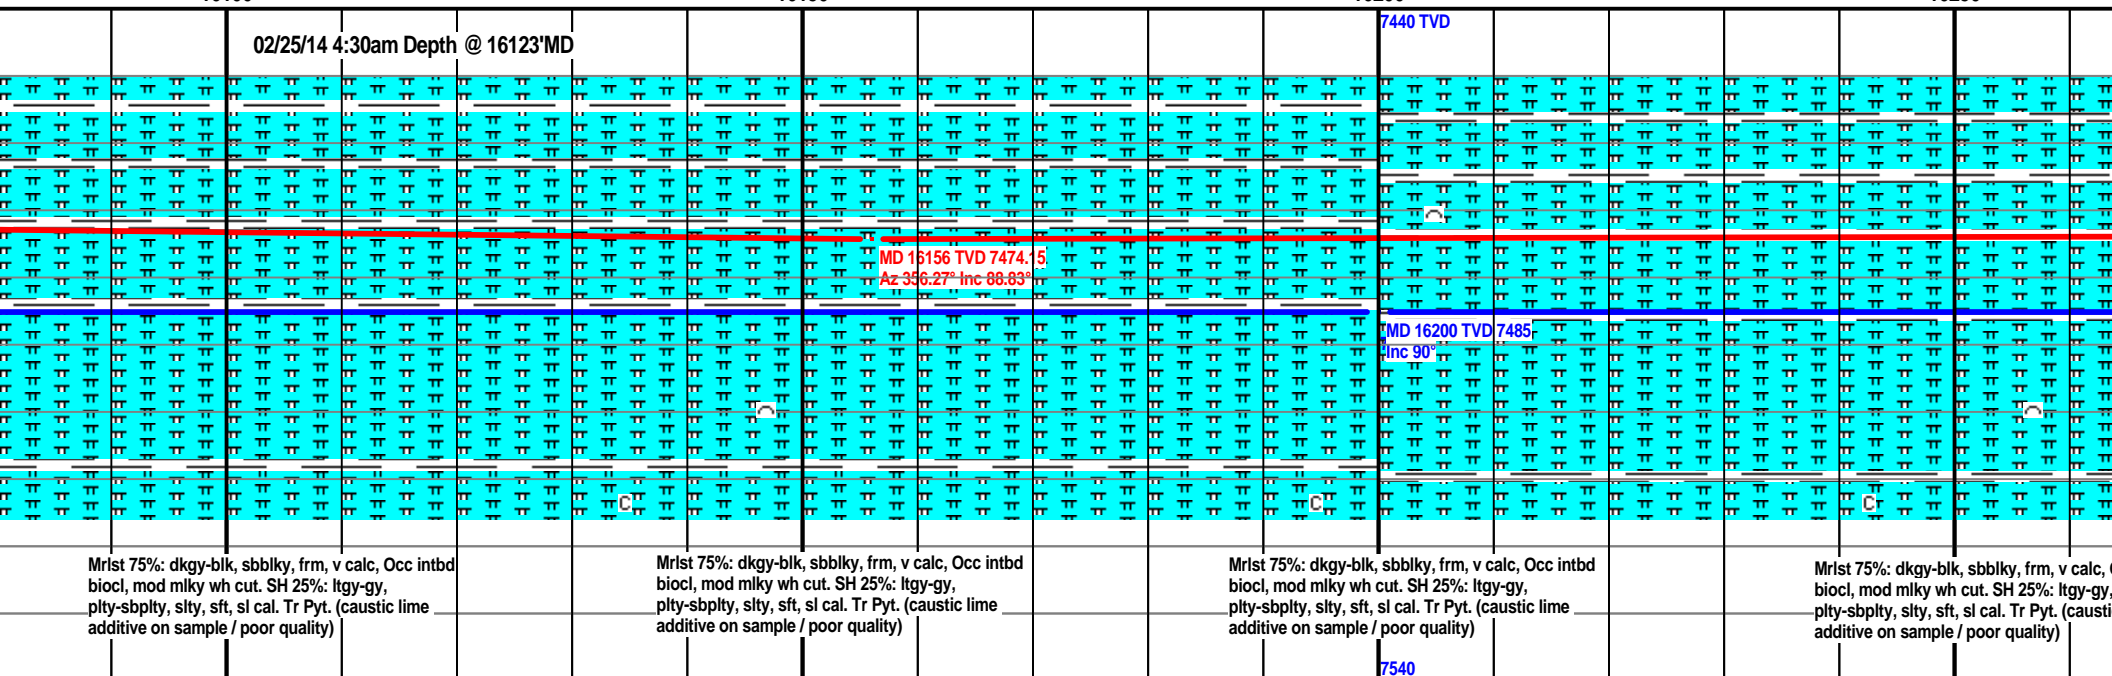 7440 TVD
02/25/14 4:30am Depth @ 16123'MD
MD 16156 TVD 7474.15
Az 356.27° Inc 88.83°
MD 16200 TVD 7485
Inc 90°
C
C
C
Mrlst 75%: dkgy-blk, sbblky, frm, v calc, Occ intbd
biocl, mod mlky wh cut. SH 25%: ltgy-gy,
plty-sbplty, slty, sft, sl cal. Tr Pyt. (caustic lime
additive on sample / poor quality)
Mrlst 75%: dkgy-blk, sbblky, frm, v calc, Occ intbd
biocl, mod mlky wh cut. SH 25%: ltgy-gy,
plty-sbplty, slty, sft, sl cal. Tr Pyt. (caustic lime
additive on sample / poor quality)
Mrlst 75%: dkgy-blk, sbblky, frm, v calc, Occ intbd
biocl, mod mlky wh cut. SH 25%: ltgy-gy,
plty-sbplty, slty, sft, sl cal. Tr Pyt. (caustic lime
additive on sample / poor quality)
Mrlst 75%: dkgy-blk, sbblky, frm, v calc,
biocl, mod mlky wh cut. SH 25%: ltgy-gy,
plty-sbplty, slty, sft, sl cal. Tr Pyt.
additive on sample / poor quality)
7540